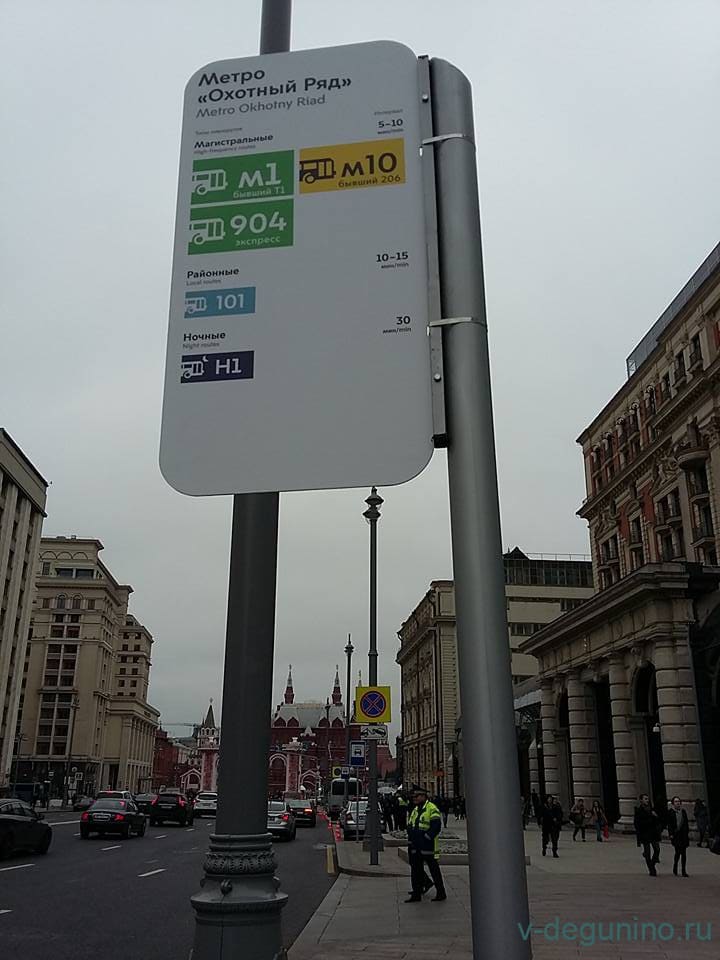 Метро
«Охотный Ряд»
Metro Okhotny Riad
Типы маршрутов
Интервал
Магистральные
High-frequency routes
5–10
мин/min
м1
бывший Т1
м10
бывший 206
904
экспресс
Районные
Local routes
10–15
мин/min
101
Ночные
Night routes
30
мин/min
Н1
v-degunino.ru